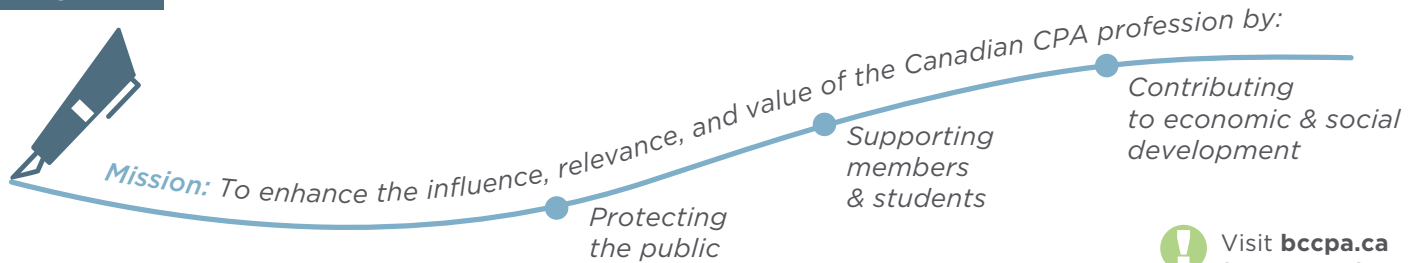 Mission: To enhance the influence, relevance, and value of the Canadian CPA profession by:
Protecting
the public
Supporting
members
& students
Contributing
to economic & social
development
Visit bccpa.ca